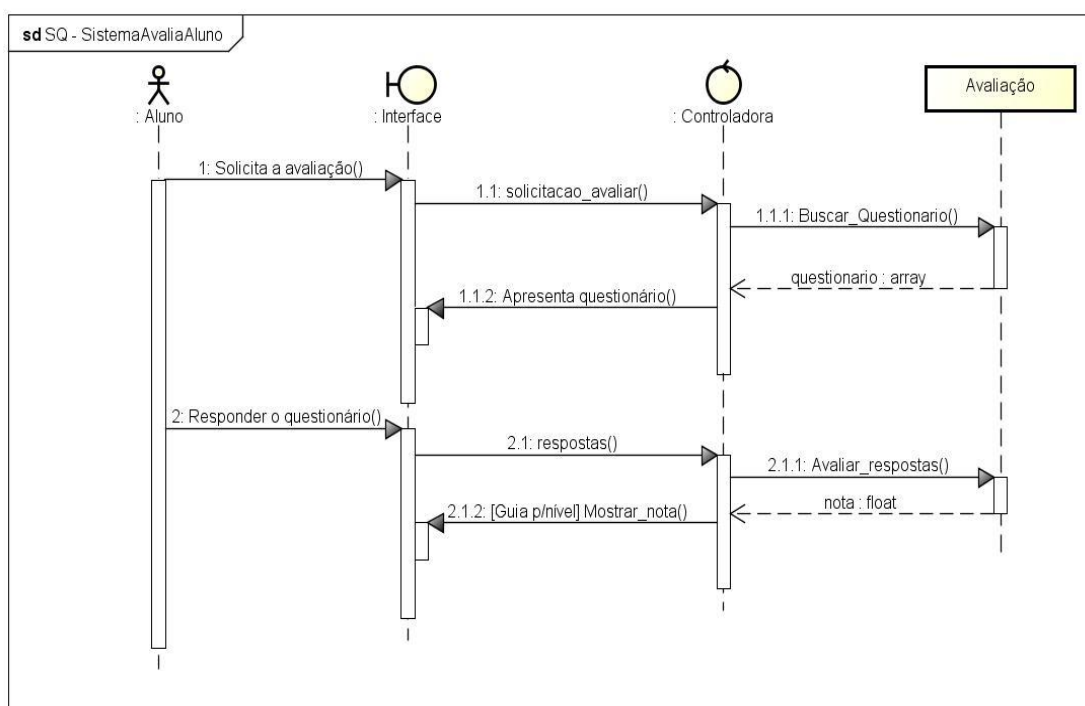 sd SQ - SistemaAvaliaAluno
: Aluno
: Interface
: Controladora
Avaliação
1: Solicita a avaliação()
1.1: solicitacao_avaliar()
1.1.1: Buscar_Questionario()
questionario : array
1.1.2: Apresenta questionário()
2: Responder o questionário()
2.1: respostas()
2.1.1: Avaliar_respostas()
nota : float
2.1.2: [Guia p/nível] Mostrar_nota()